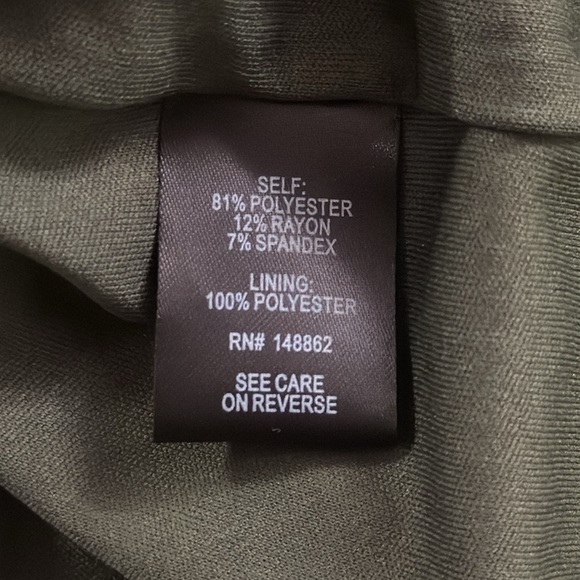 SELF:
81% POLYESTER
12% RAYON
7% SPANDEX
LINING:
100% POLYESTER
RN# 148862
SEE CARE
ON REVERSE